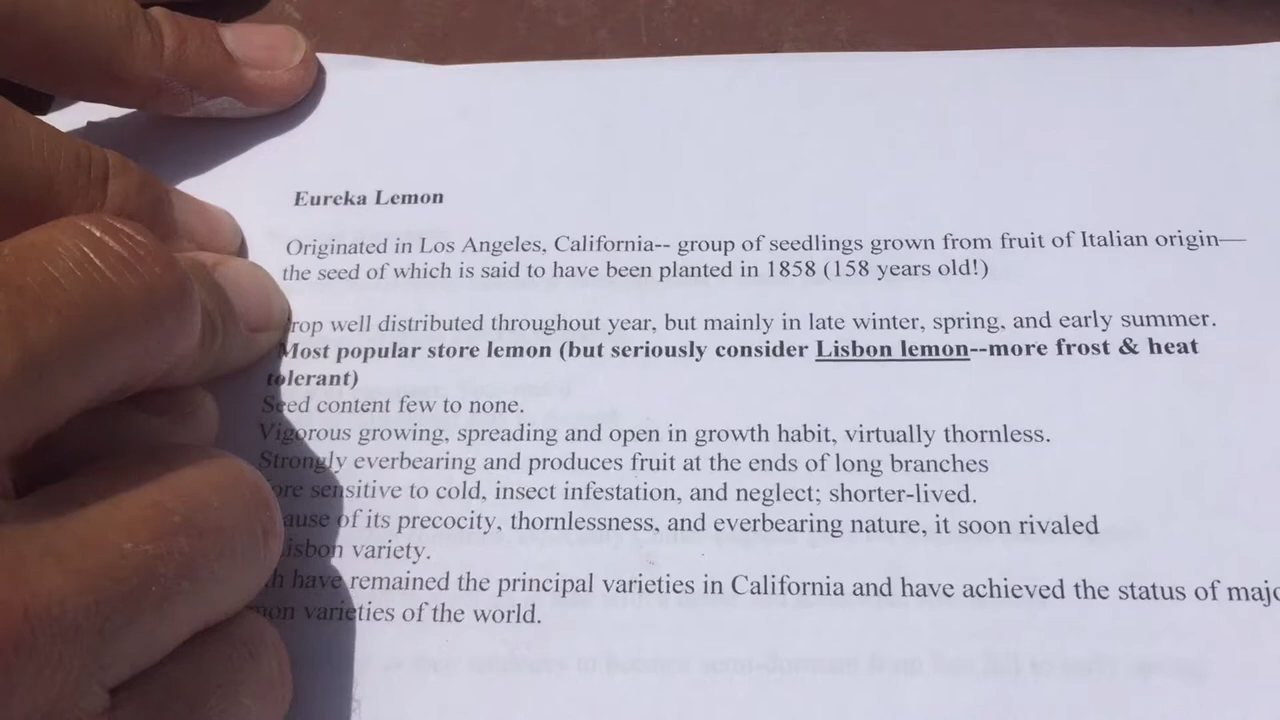 Eureka Lemon
Originated in Los Angeles, California-- group of seedlings grown from fruit of Italian origin—
the seed of which is said to have been planted in 1858 (158 years old!)
rop well distributed throughout year, but mainly in late winter, spring, and early summer.
Most popular store lemon (but seriously consider Lisbon lemon--more frost & heat
tolerant)
Seed content few to none.
Vigorous growing, spreading and open in growth habit, virtually thornless.
Strongly everbearing and produces fruit at the ends of long branches
ore sensitive to cold, insect infestation, and neglect; shorter-lived.
ause of its precocity, thornlessness, and everbearing nature, it soon rivaled
isbon variety.
h have remained the principal varieties in California and have achieved the status of majo
non varieties of the world.